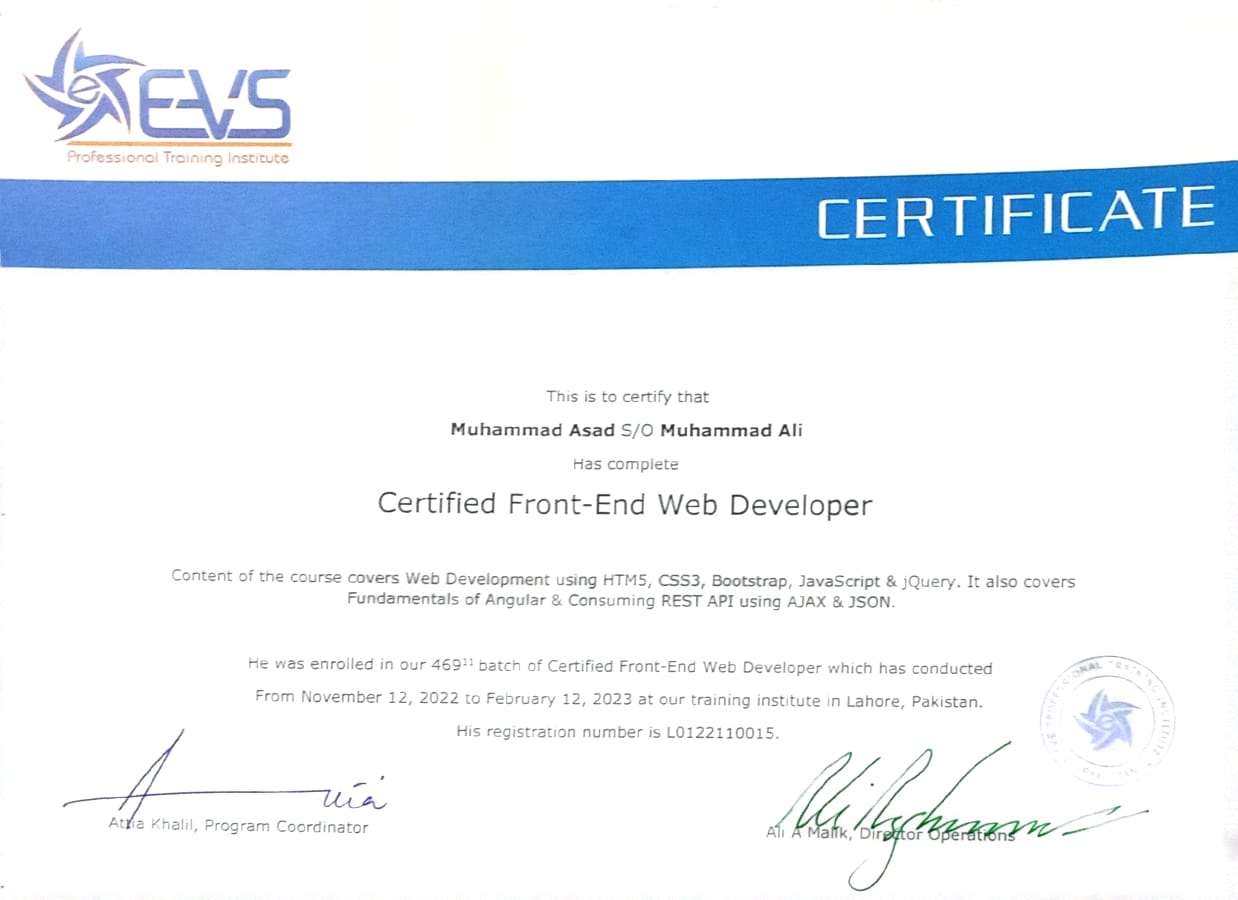 e
EVS
Professional Training Institute
CERTIFICATE
This is to certify that
Muhammad Asad S/O Muhammad Ali
Has complete
Certified Front-End Web Developer
Content of the course covers Web Development using HTM5, CSS3, Bootstrap, JavaScript & jQuery. It also covers
Fundamentals of Angular & Consuming REST API using AJAX & JSON.
He was enrolled in our 469¹¹ batch of Certified Front-End Web Developer which has conducted
From November 12, 2022 to February 12, 2023 at our training institute in Lahore, Pakistan.
His registration number is L0122110015.
EVS PROFESSIONAL TRAINING INSTITUTE
Attia Khalil, Program Coordinator
Ali A Malik, Director Operations